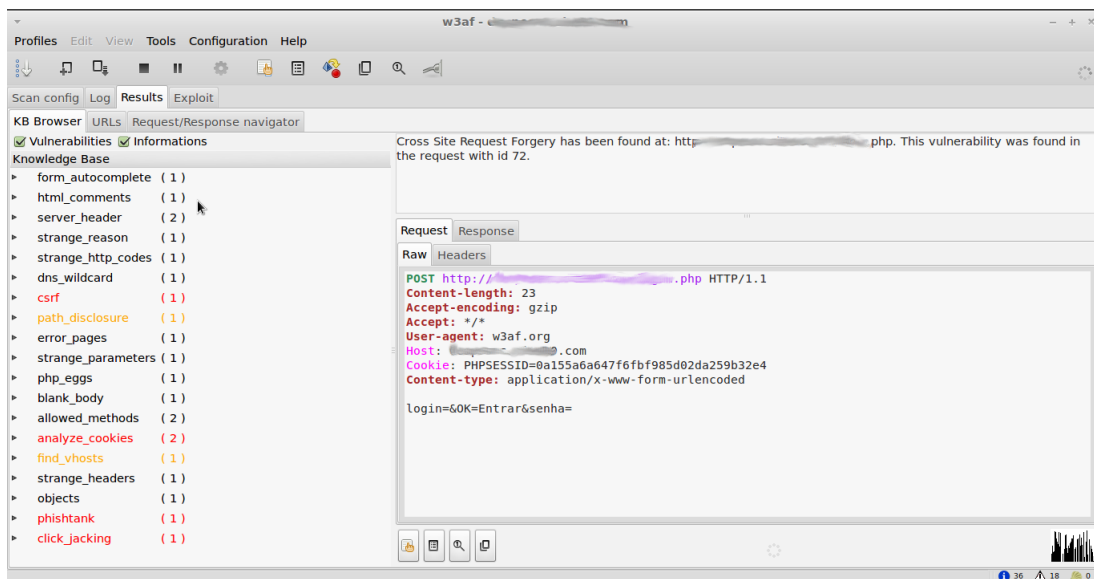 w3af -
Profiles Edit View Tools Configuration Help
Scan config Log Results Exploit
KB Browser URLs Request/Response navigator
Vulnerabilities Informations
Knowledge Base
form_autocomplete ( 1 )
html_comments ( 1 )
server_header ( 2 )
strange_reason ( 1 )
strange_http_codes ( 1 )
dns_wildcard ( 1 )
csrf ( 1 )
path_disclosure ( 1 )
error_pages ( 1 )
strange_parameters ( 1 )
php_eggs ( 1 )
blank_body ( 1 )
allowed_methods ( 2 )
analyze_cookies ( 2 )
find_vhosts ( 1 )
strange_headers ( 1 )
objects ( 1 )
phishtank ( 1 )
click_jacking ( 1 )
Cross Site Request Forgery has been found at: http .php. This vulnerability was found in
the request with id 72.
Request Response
Raw Headers
POST http:// .php HTTP/1.1
Content-length: 23
Accept-encoding: gzip
Accept: */*
User-agent: w3af.org
Host: .com
Cookie: PHPSESSID=0a155a6a647f6fbf985d02da259b32e4
Content-type: application/x-www-form-urlencoded
login=&OK=Entrar&senha=
36 18 0